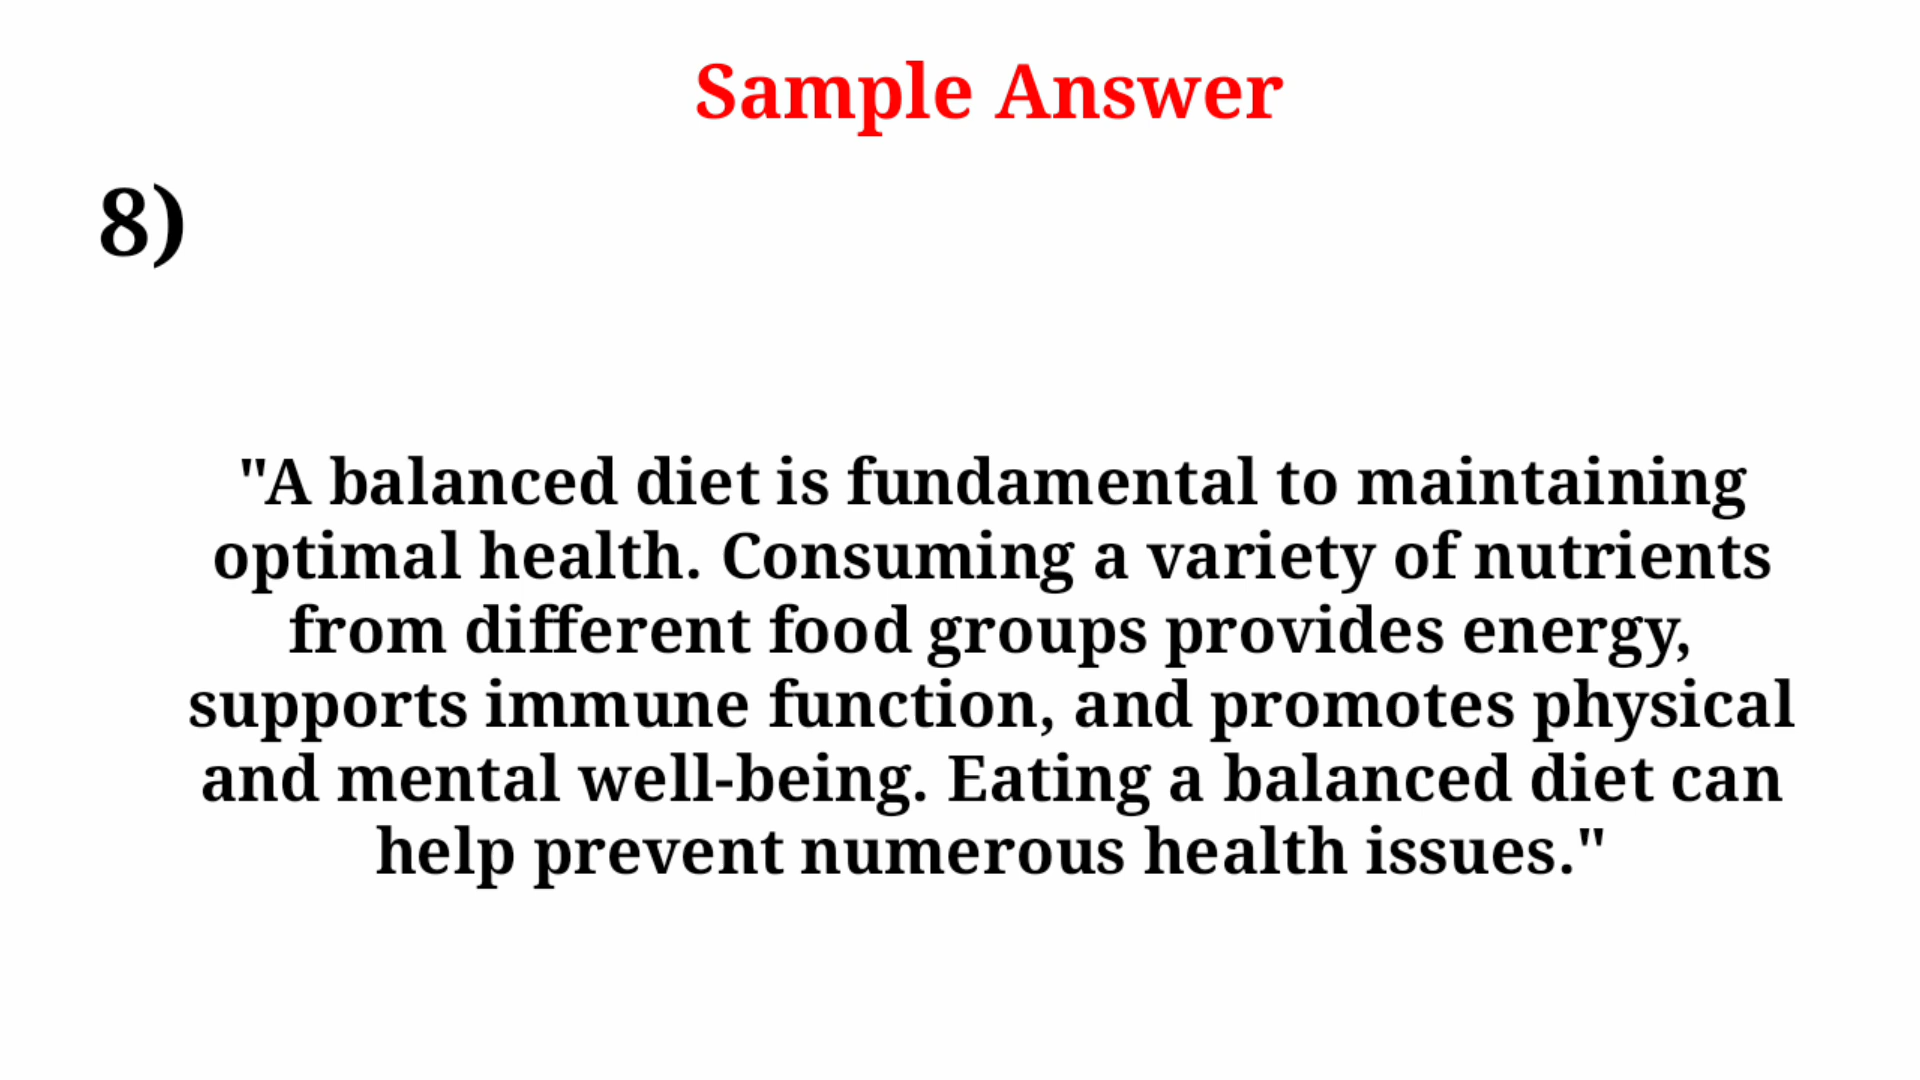 Sample Answer
8)
"A balanced diet is fundamental to maintaining
optimal health. Consuming a variety of nutrients
from different food groups provides energy,
supports immune function, and promotes physical
and mental well-being. Eating a balanced diet can
help prevent numerous health issues."